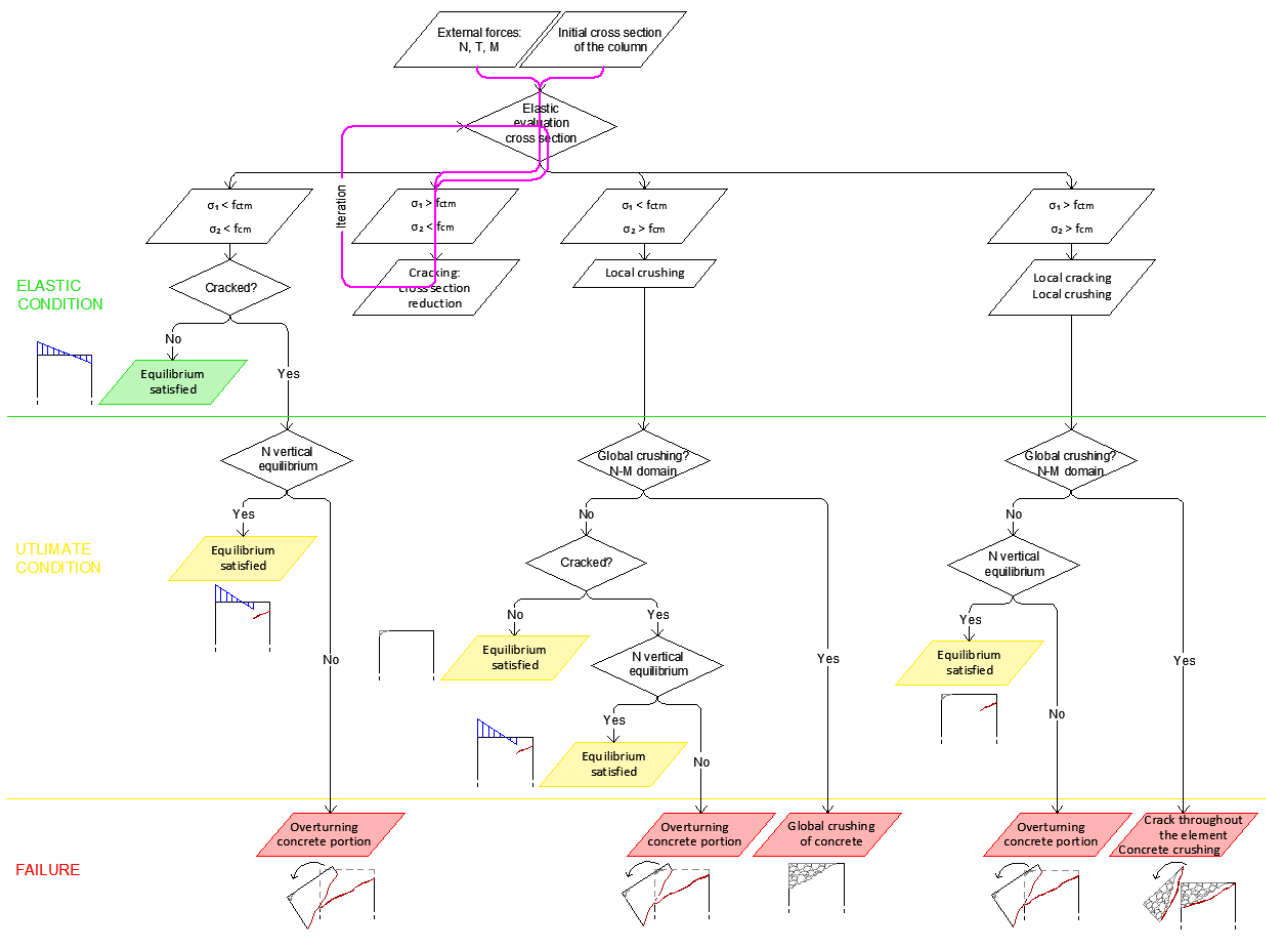 External forces:
N, T, M
Initial cross section
of the column
Elastic
evaluation
cross section
Iteration
σ₁ < fctm
σ₂ < fcm
σ₁ > fctm
σ₂ < fcm
σ₁ < fctm
σ₂ > fcm
σ₁ > fctm
σ₂ > fcm
ELASTIC
CONDITION
Cracked?
Cracking:
cross section
reduction
Local crushing
Local cracking
Local crushing
No
Yes
Equilibrium
satisfied
N vertical
equilibrium
Global crushing?
N-M domain
Global crushing?
N-M domain
UTLIMATE
CONDITION
Yes
No
Equilibrium
satisfied
No
Yes
Cracked?
No
Yes
Equilibrium
satisfied
N vertical
equilibrium
Yes
No
Equilibrium
satisfied
No
Yes
N vertical
equilibrium
Yes
No
Equilibrium
satisfied
FAILURE
Overturning
concrete portion
Overturning
concrete portion
Global crushing
of concrete
Overturning
concrete portion
Crack throughout
the element
Concrete crushing